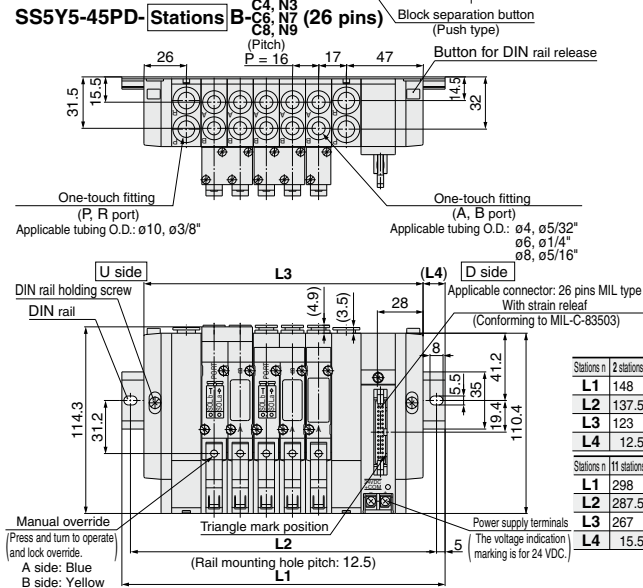 C4, N3
SS5Y5-45PD- Stations B-C6, N7 (26 pins)
C8, N9
Block separation button
(Push type)
(Pitch)
P = 16
26
17
47
Button for DIN rail release
31.5
15.5
14.5
32
One-touch fitting
(P, R port)
Applicable tubing O.D.: ø10, ø3/8"
One-touch fitting
(A, B port)
Applicable tubing O.D.: ø4, ø5/32"
ø6, ø1/4"
ø8, ø5/16"
U side
L3
(L4)
D side
DIN rail holding screw
DIN rail
(4.9)
(3.5)
28
Applicable connector: 26 pins MIL type
With strain releaf
(Conforming to MIL-C-83503)
8
114.3
31.2
5.5
35
19.4
41.2
110.4
Stations n 2 stations
L1 148
L2 137.5
L3 123
L4 12.5
Stations n 11 stations
L1 298
L2 287.5
L3 267
L4 15.5
Manual override
(Press and turn to operate and lock override.)
A side: Blue
B side: Yellow
Triangle mark position
Power supply terminals
(The voltage indication marking is for 24 VDC.)
L2
5
(Rail mounting hole pitch: 12.5)
L1